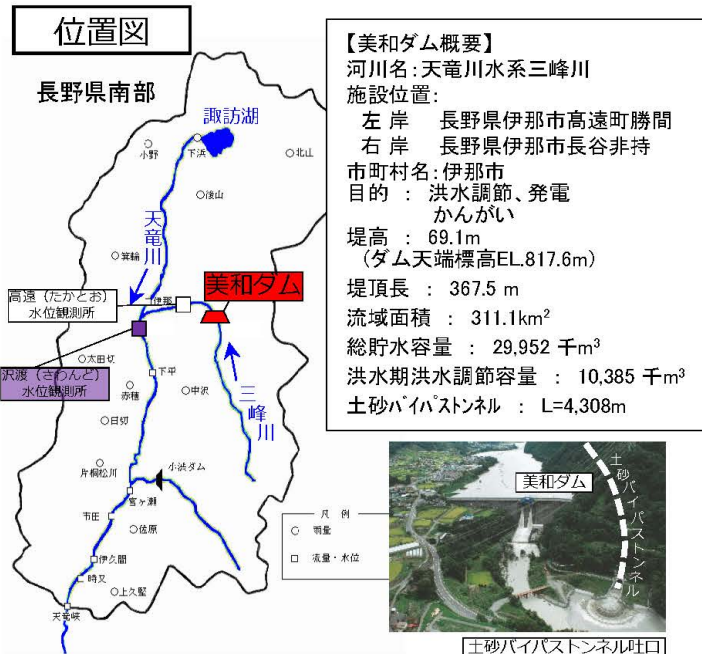 位置図
長野県南部
諏訪湖
下浜
小野
北山
後山
天竜川
箕輪
伊那
美和ダム
高遠（たかとお）
水位観測所
沢渡（さわんど）
水位観測所
太田切
下平
赤穂
中沢
三峰川
日切
片桐松川
小渋ダム
宮ヶ瀬
市田
佐原
伊久間
時又
上久堅
天竜峡
凡 例
雨量
流量・水位
【美和ダム概要】
河川名：天竜川水系三峰川
施設位置：
左 岸 長野県伊那市高遠町勝間
右 岸 長野県伊那市長谷非持
市町村名：伊那市
目的 ： 洪水調節、発電
かんがい
堤高 ： 69.1m
（ダム天端標高EL.817.6m）
堤頂長 ： 367.5 m
流域面積 ： 311.1km²
総貯水容量 ： 29,952 千m³
洪水期洪水調節容量 ： 10,385 千m³
土砂バイパストンネル ： L=4,308m
美和ダム
土砂バイパストンネル
土砂バイパストンネル吐口